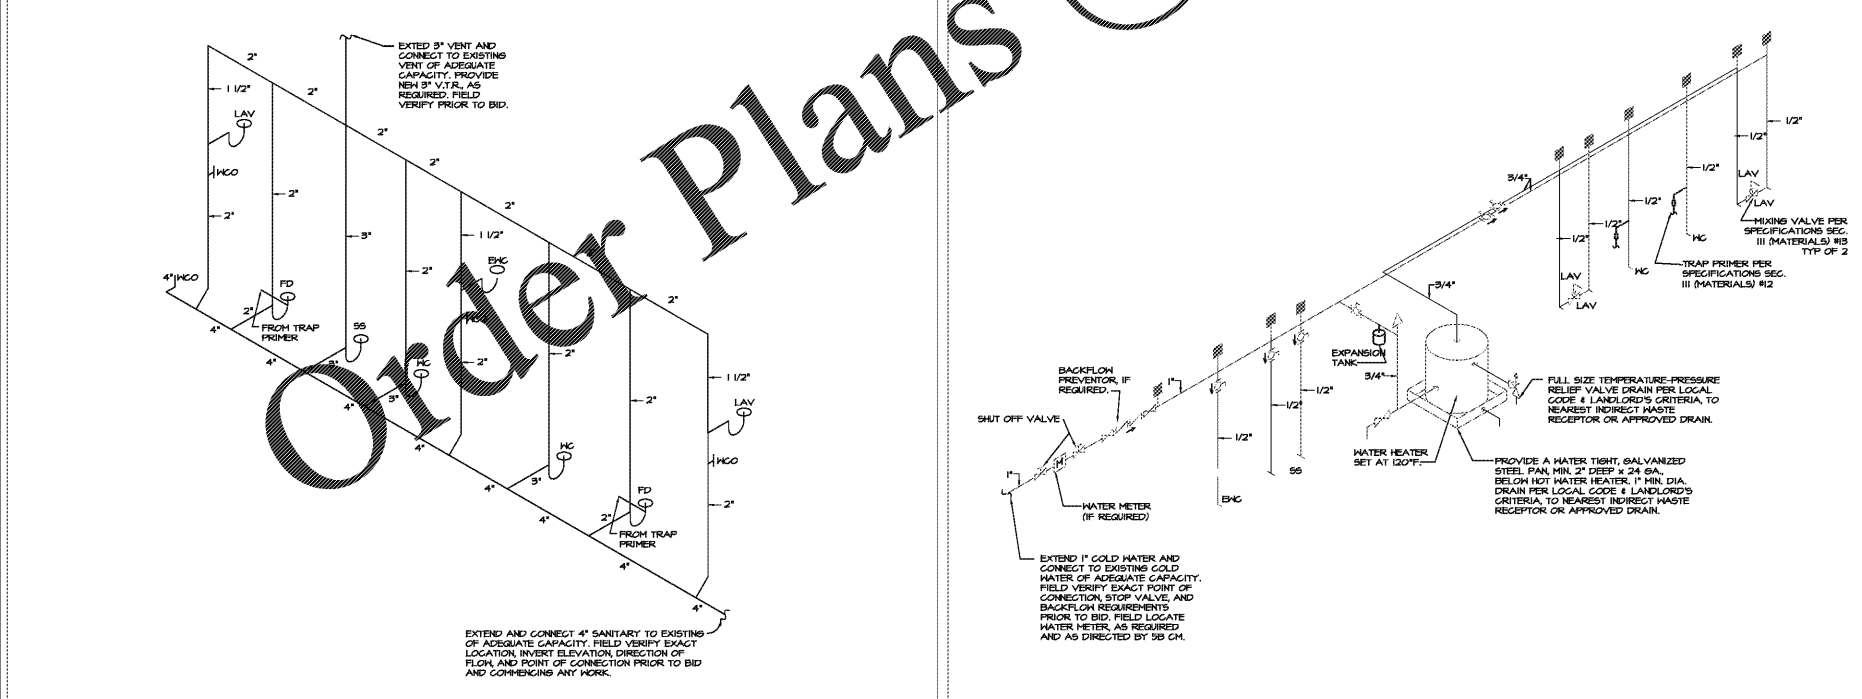 2"
EXTED 3" VENT AND
CONNECT TO EXISTING
VENT OF ADEQUATE
CAPACITY. PROVIDE
NEW 3" V.T.R., AS
REQUIRED. FIELD
VERIFY PRIOR TO BID.
1 1/2"
2"
LAV
2"
2"
WCO
2"
2"
2"
3"
1 1/2"
2"
EWC
4" WCO
FD
2"
2"
FROM TRAP
PRIMER
4"
SS
4"
3"
WC
2"
2"
3"
4"
1 1/2"
2"
LAV
4"
WC
WCO
3"
4"
FD
2"
2"
4"
FROM TRAP
PRIMER
4"
4"
EXTEND AND CONNECT 4" SANITARY TO EXISTING
OF ADEQUATE CAPACITY. FIELD VERIFY EXACT
LOCATION, INVERT ELEVATION, DIRECTION OF
FLOW, AND POINT OF CONNECTION PRIOR TO BID
AND COMMENCING ANY WORK.
Order Plans
1/2"
1/2"
3/4"
1/2"
LAV
LAV
1/2"
1/2"
1/2"
MIXING VALVE PER
SPECIFICATIONS SEC.
III (MATERIALS) #13
TYP OF 2
WC
TRAP PRIMER PER
SPECIFICATIONS SEC.
III (MATERIALS) #12
WC
LAV
LAV
3/4"
EXPANSION
TANK
3/4"
BACKFLOW
PREVENTOR, IF
REQUIRED.
1"
FULL SIZE TEMPERATURE-PRESSURE
RELIEF VALVE DRAIN PER LOCAL
CODE & LANDLORD'S CRITERIA, TO
NEAREST INDIRECT WASTE
RECEPTOR OR APPROVED DRAIN.
1/2"
1/2"
SHUT OFF VALVE
1/2"
WATER HEATER
SET AT 120°F.
PROVIDE A WATER TIGHT, GALVANIZED
STEEL PAN, MIN. 2" DEEP x 24 GA.,
BELOW HOT WATER HEATER. 1" MIN. DIA.
DRAIN PER LOCAL CODE & LANDLORD'S
CRITERIA, TO NEAREST INDIRECT WASTE
RECEPTOR OR APPROVED DRAIN.
M
1"
SS
EWC
WATER METER
(IF REQUIRED)
EXTEND 1" COLD WATER AND
CONNECT TO EXISTING COLD
WATER OF ADEQUATE CAPACITY.
FIELD VERIFY EXACT POINT OF
CONNECTION, STOP VALVE, AND
BACKFLOW REQUIREMENTS
PRIOR TO BID. FIELD LOCATE
WATER METER, AS REQUIRED
AND AS DIRECTED BY SB CM.